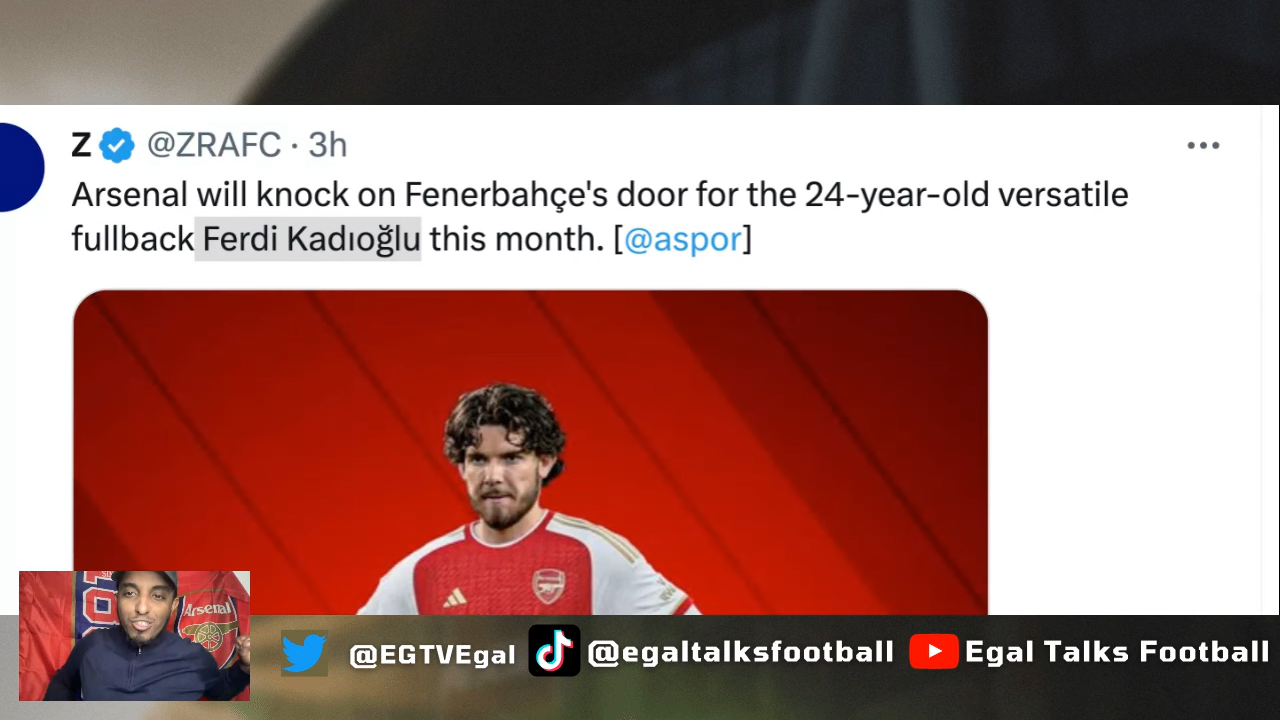 Z @ZRAFC · 3h
Arsenal will knock on Fenerbahçe's door for the 24-year-old versatile
fullback Ferdi Kadıoğlu this month. [@aspor]
Arsenal
@EGTVEgal @egaltalksfootball Egal Talks Football